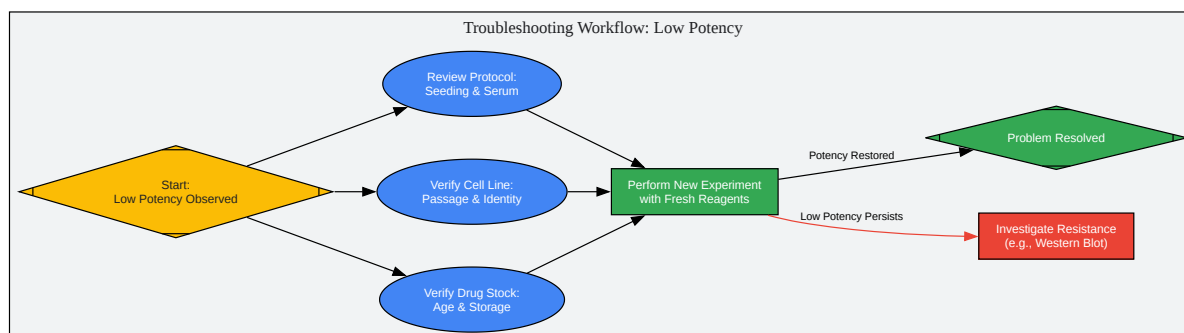 Troubleshooting Workflow: Low Potency
Review Protocol:
Seeding & Serum
Start:
Low Potency Observed
Verify Cell Line:
Passage & Identity
Verify Drug Stock:
Age & Storage
Perform New Experiment
with Fresh Reagents
Potency Restored
Problem Resolved
Low Potency Persists
Investigate Resistance
(e.g., Western Blot)